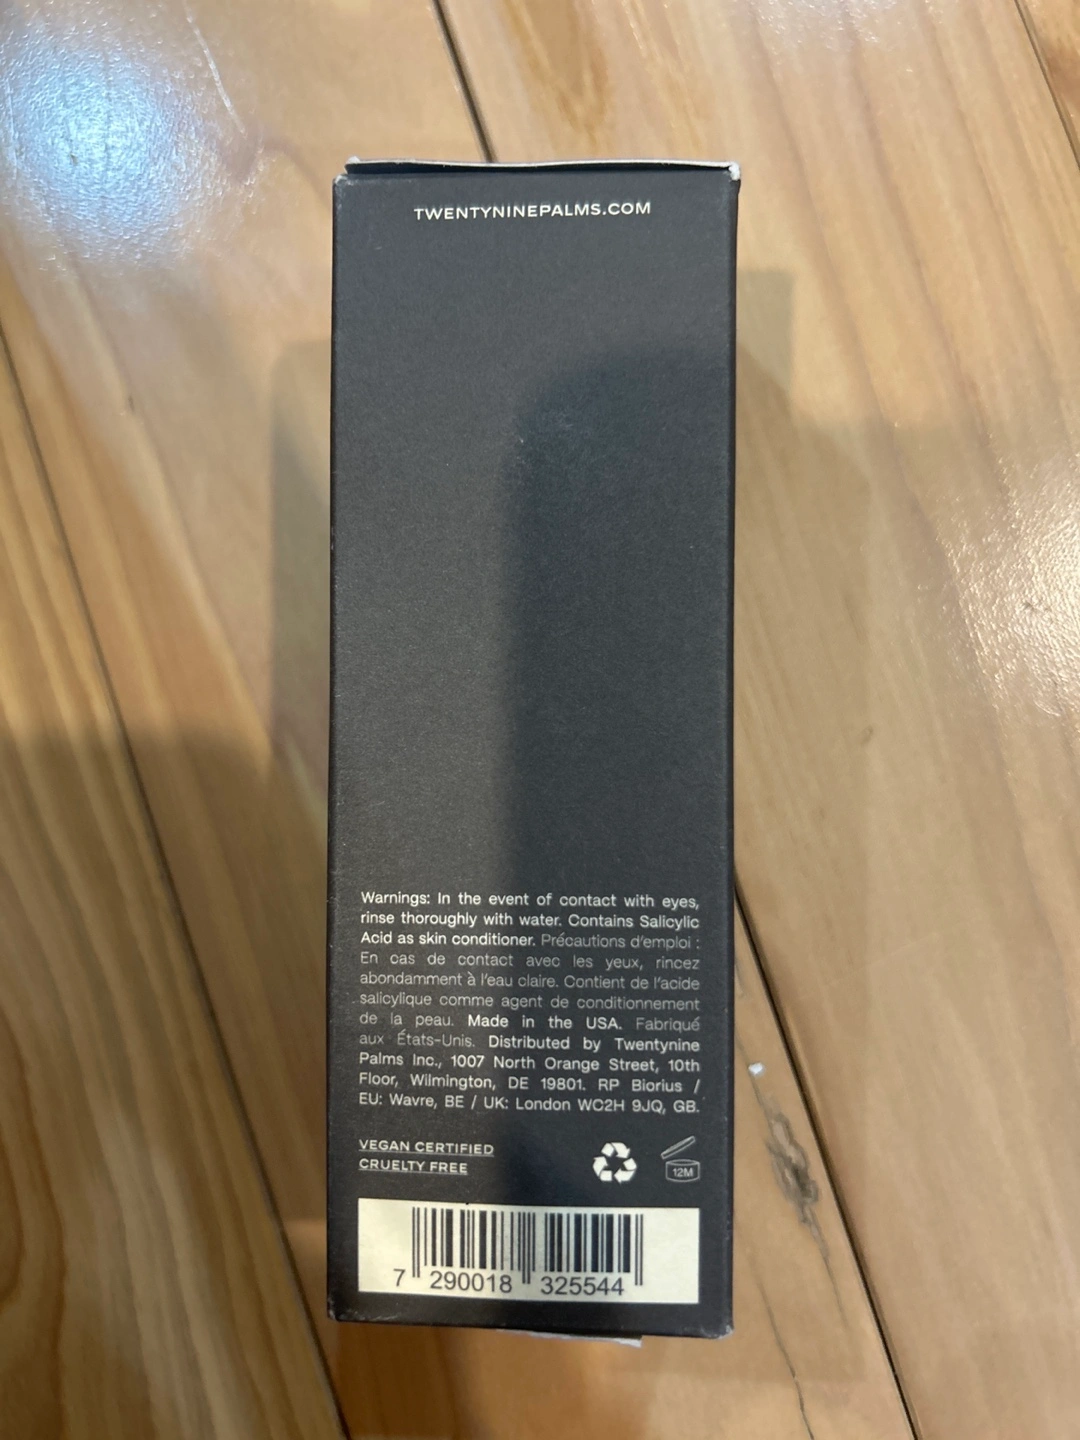 TWENTYNINEPALMS.COM
Warnings: In the event of contact with eyes,
rinse thoroughly with water. Contains Salicylic
Acid as skin conditioner. Précautions d'emploi :
En cas de contact avec les yeux, rincez
abondamment à l'eau claire. Contient de l'acide
salicylique comme agent de conditionnement
de la peau. Made in the USA. Fabriqué
aux États-Unis. Distributed by Twentynine
Palms Inc., 1007 North Orange Street, 10th
Floor, Wilmington, DE 19801. RP Biorius /
EU: Wavre, BE / UK: London WC2H 9JQ, GB.
VEGAN CERTIFIED
CRUELTY FREE
12M
7 290018 325544